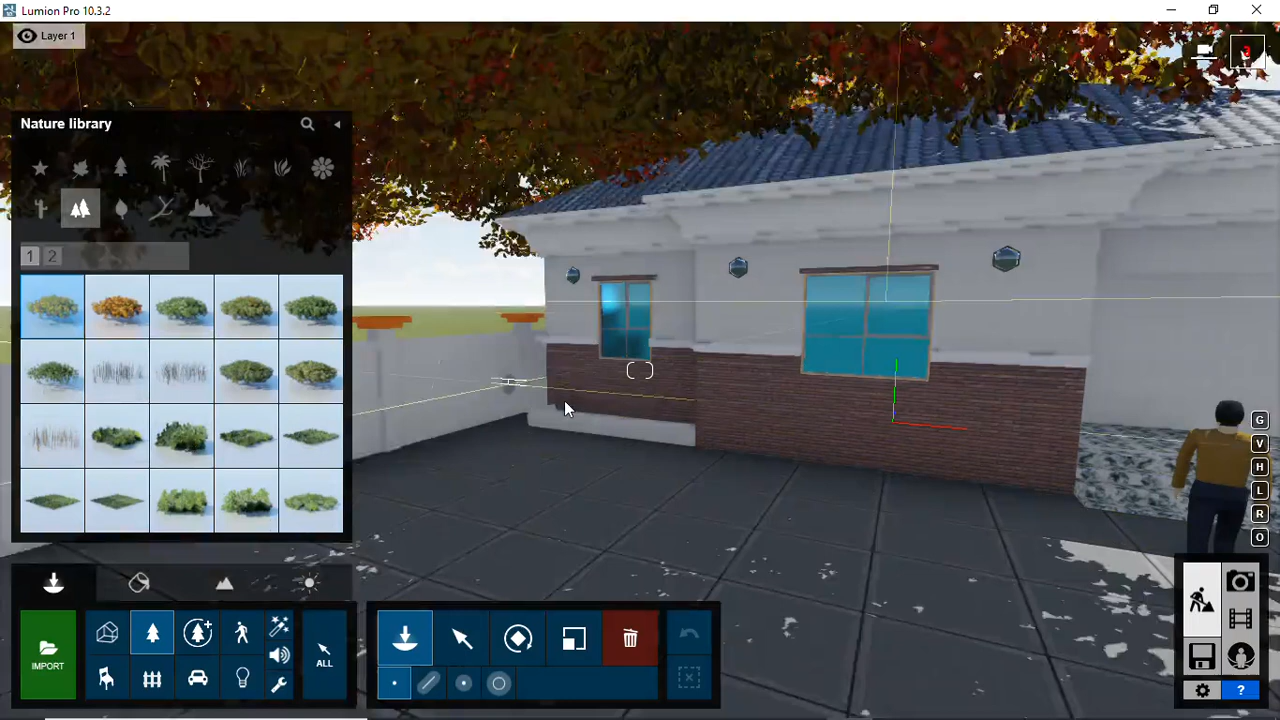 Lumion Pro 10.3.2
Layer 1
Nature library
1 2
G
V
H
L
R
O
IMPORT
ALL
?